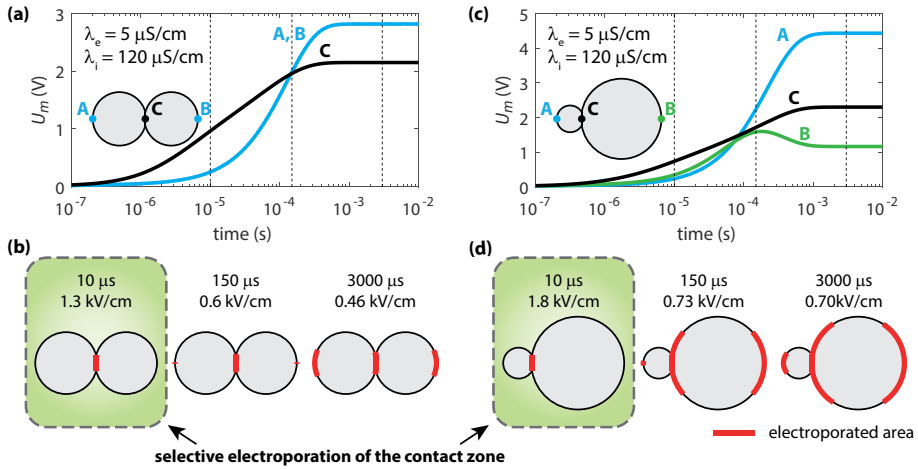 (a)
λe = 5 µS/cm
λi = 120 µS/cm
A, B
C
A
C
B
Um (V)
3
2
1
0
10-7
10-6
10-5
10-4
10-3
10-2
time (s)
(c)
λe = 5 µS/cm
λi = 120 µS/cm
A
C
B
A
C
B
Um (V)
5
4
3
2
1
0
10-7
10-6
10-5
10-4
10-3
10-2
time (s)
(b)
10 µs
1.3 kV/cm
150 µs
0.6 kV/cm
3000 µs
0.46 kV/cm
(d)
10 µs
1.8 kV/cm
150 µs
0.73 kV/cm
3000 µs
0.70kV/cm
selective electroporation of the contact zone
electroporated area